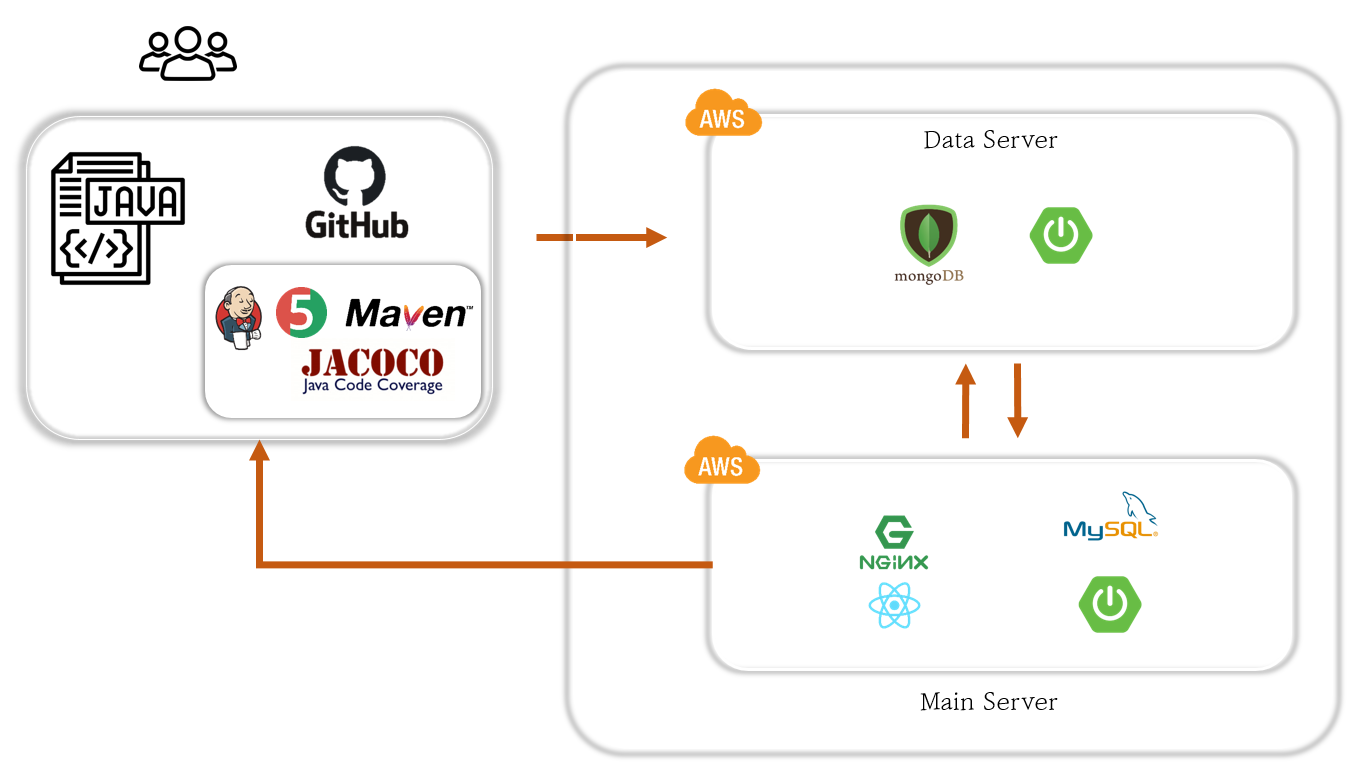 JAVA
{</>}
GitHub
5
Maven™
JACOCO
Java Code Coverage
AWS
Data Server
mongoDB
AWS
NGiNX
MySQL®
Main Server